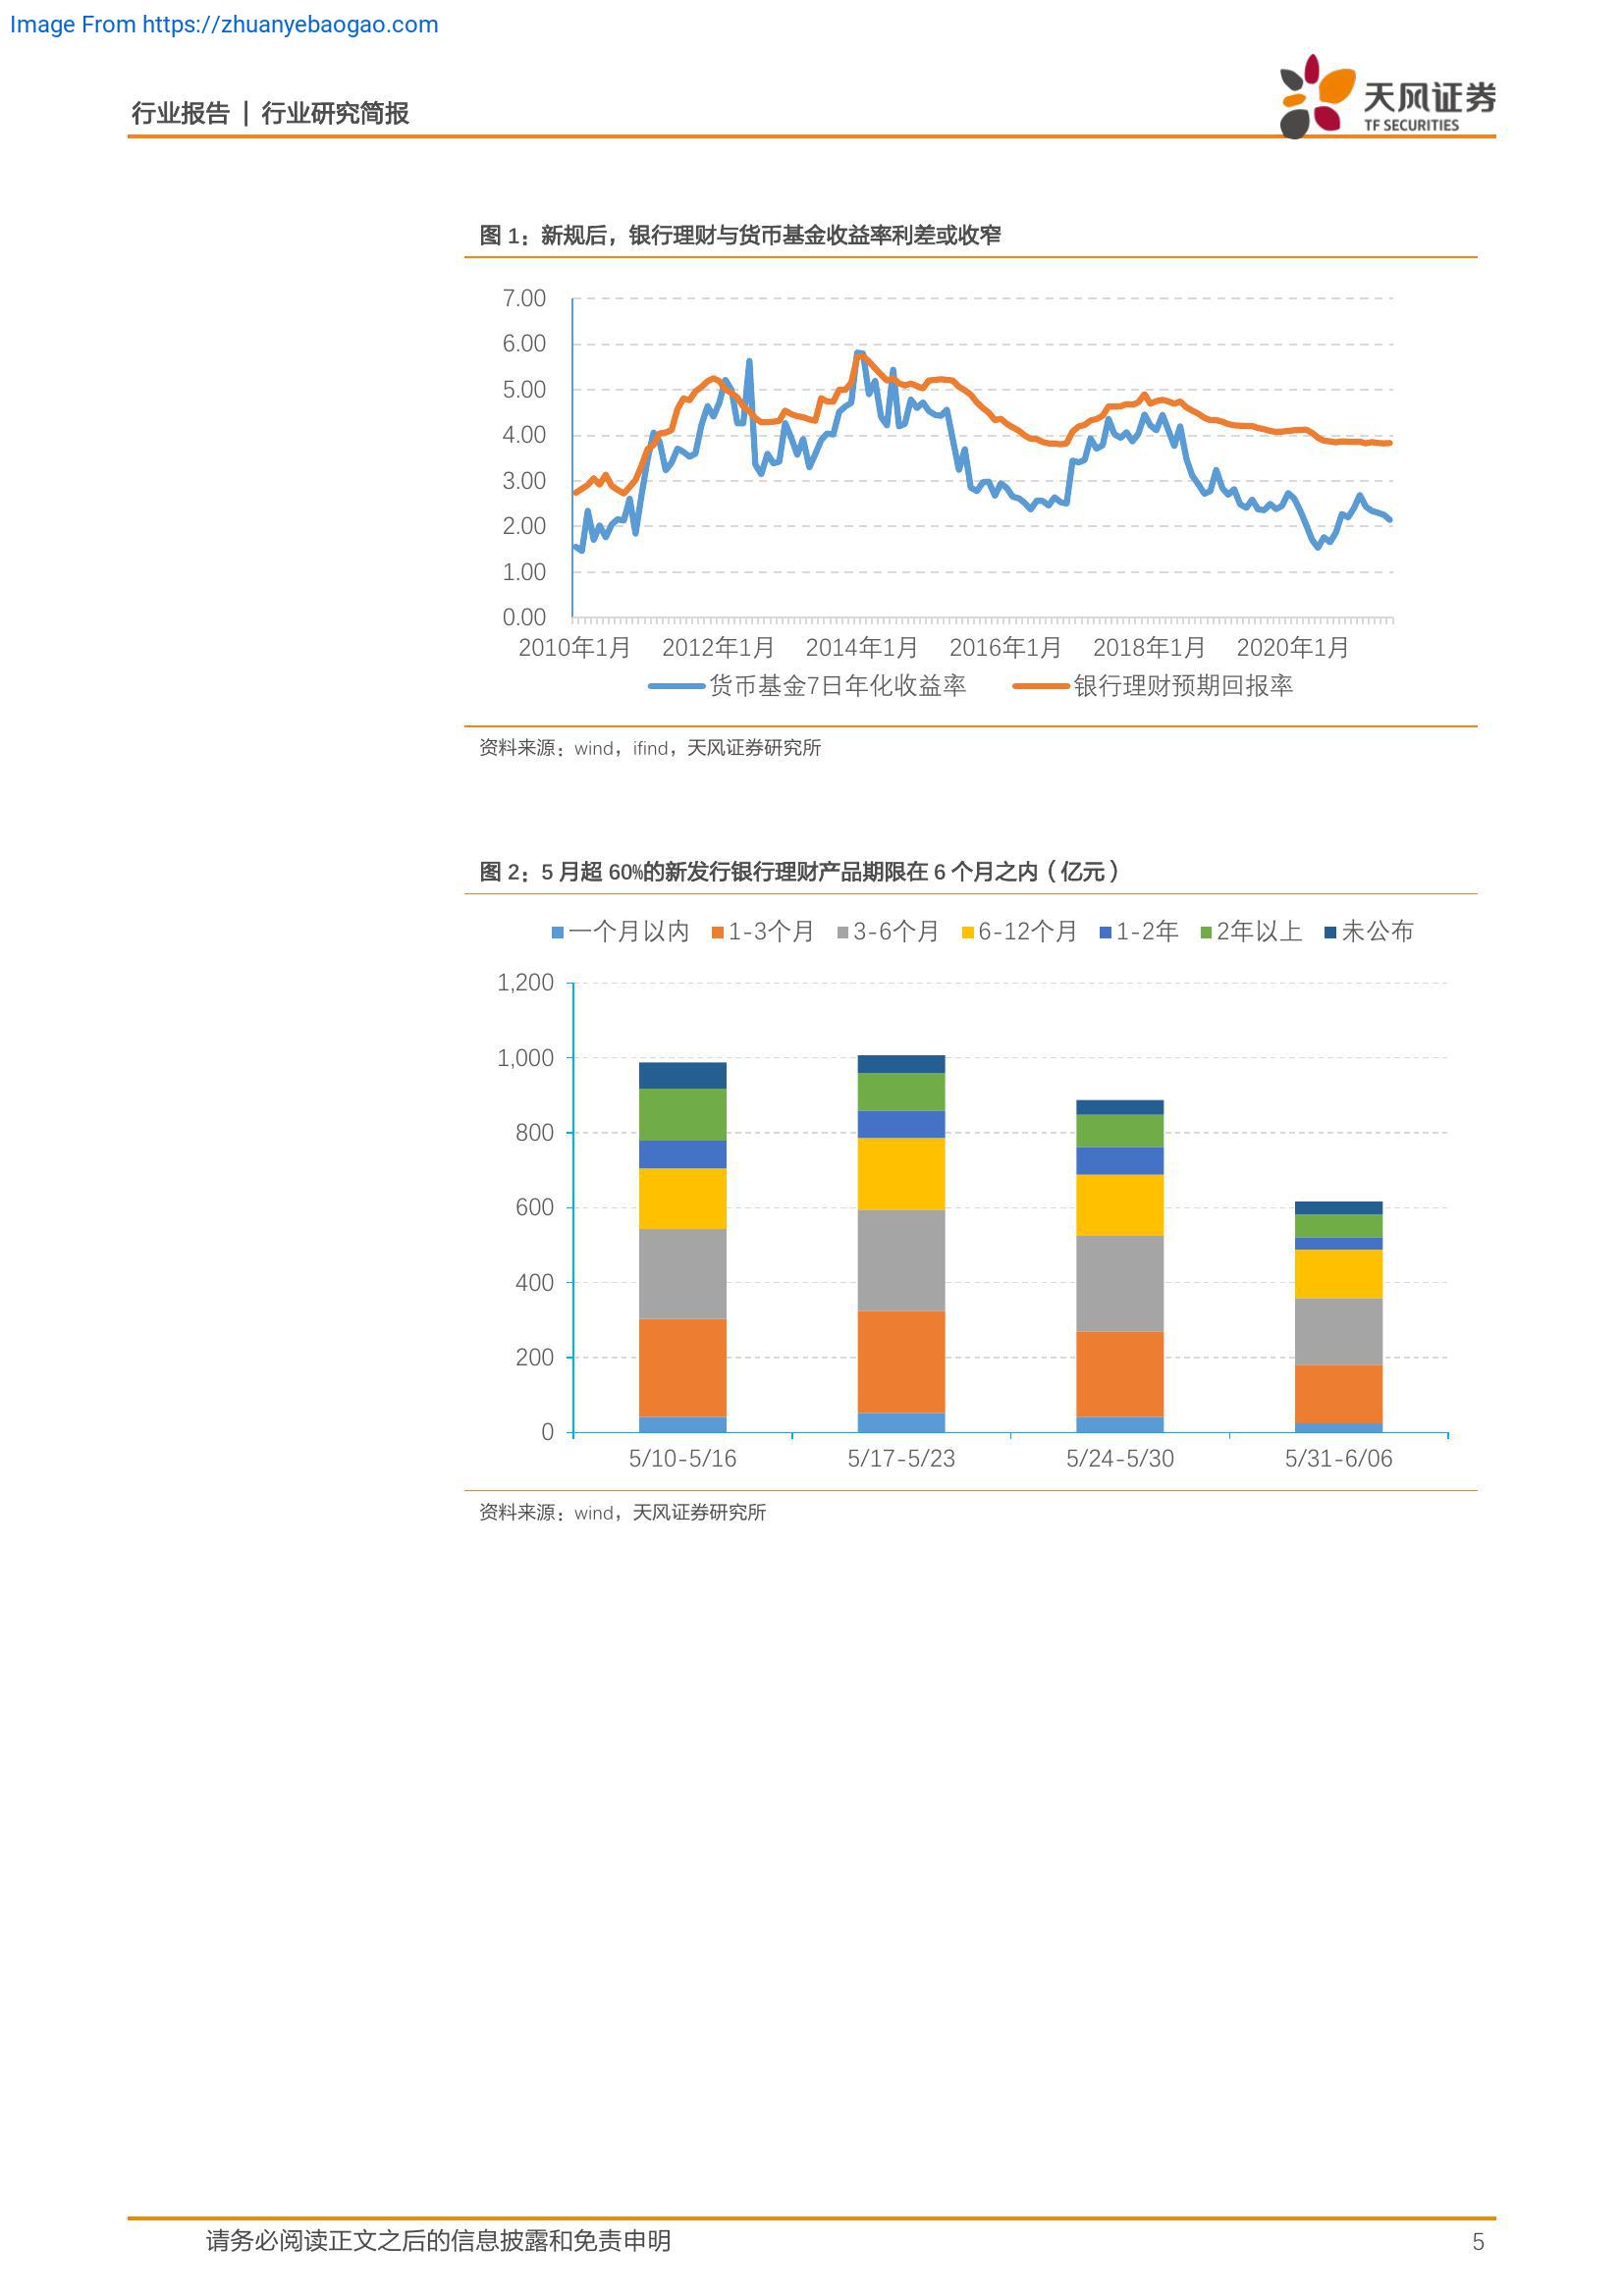 Image From https://zhuanyebaogao.com
行业报告 | 行业研究简报
天风证券
TF SECURITIES
图 1：新规后，银行理财与货币基金收益率利差或收窄
7.00
6.00
5.00
4.00
3.00
2.00
1.00
0.00
2010年1月 2012年1月 2014年1月 2016年1月 2018年1月 2020年1月
货币基金7日年化收益率 银行理财预期回报率
资料来源：wind，ifind，天风证券研究所
图 2：5 月超 60%的新发行银行理财产品期限在 6 个月之内（亿元）
一个月以内 1-3个月 3-6个月 6-12个月 1-2年 2年以上 未公布
1,200
1,000
800
600
400
200
0
5/10-5/16 5/17-5/23 5/24-5/30 5/31-6/06
资料来源：wind，天风证券研究所
请务必阅读正文之后的信息披露和免责申明 5